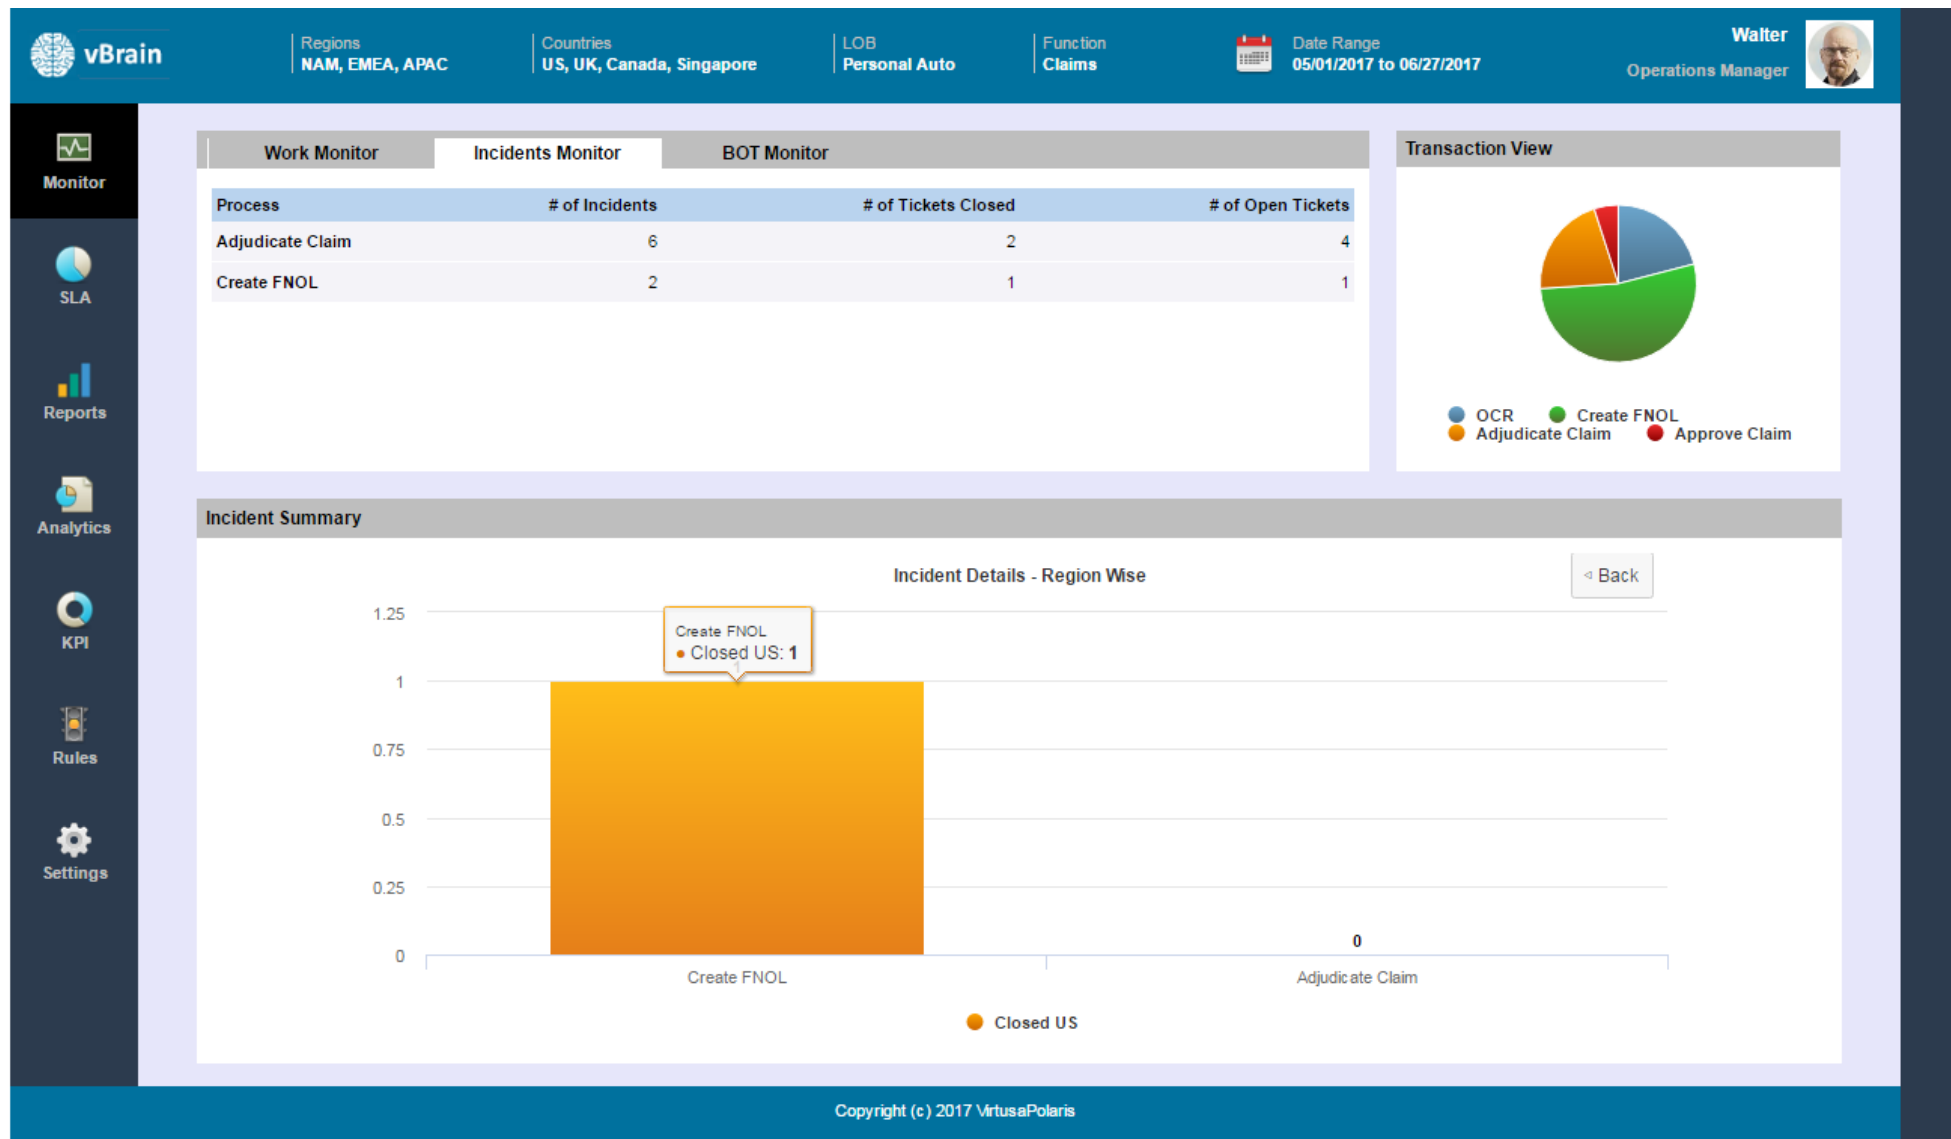 vBrain
Regions
NAM, EMEA, APAC
Countries
US, UK, Canada, Singapore
LOB
Personal Auto
Function
Claims
Date Range
05/01/2017 to 06/27/2017
Walter
Operations Manager
Monitor
SLA
Reports
Analytics
KPI
Rules
Settings
Work Monitor Incidents Monitor BOT Monitor
Process # of Incidents # of Tickets Closed # of Open Tickets
Adjudicate Claim 6 2 4
Create FNOL 2 1 1
Transaction View
OCR Create FNOL
Adjudicate Claim Approve Claim
Incident Summary
Incident Details - Region Wise
Back
1.25
1
0.75
0.5
0.25
0
Create FNOL
Closed US: 1
1
0
Create FNOL Adjudicate Claim
Closed US
Copyright (c) 2017 VirtusaPolaris